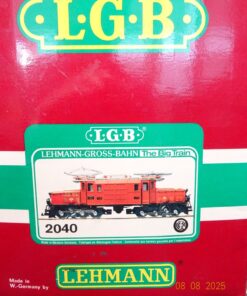 L·G·B·
L·G·B·
LEHMANN-GROSS-BAHN The Big Train
2040
Made in
W.-Germany by
LEHMANN
08 08 2025